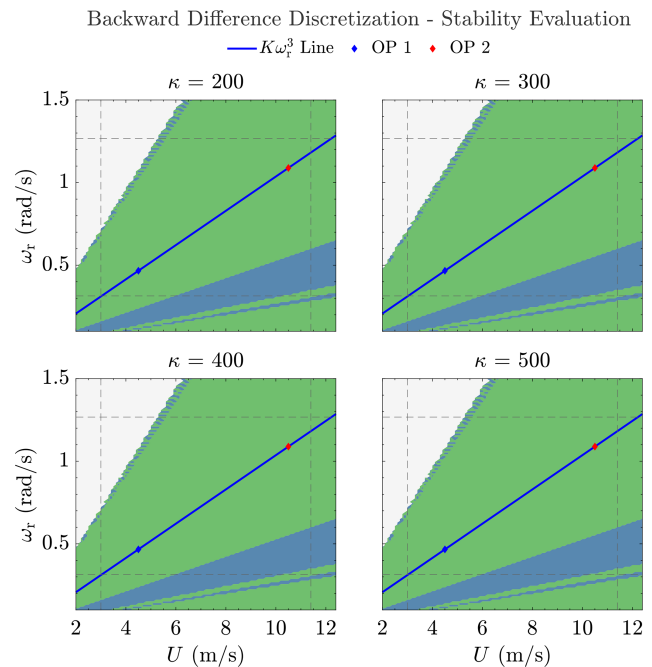 Backward Difference Discretization - Stability Evaluation
Kω_r^3 Line OP 1 OP 2
κ = 200 κ = 300
1.5
1
0.5
ω_r (rad/s)
κ = 400 κ = 500
1.5
1
0.5
ω_r (rad/s)
2 4 6 8 10 12 2 4 6 8 10 12
U (m/s) U (m/s)